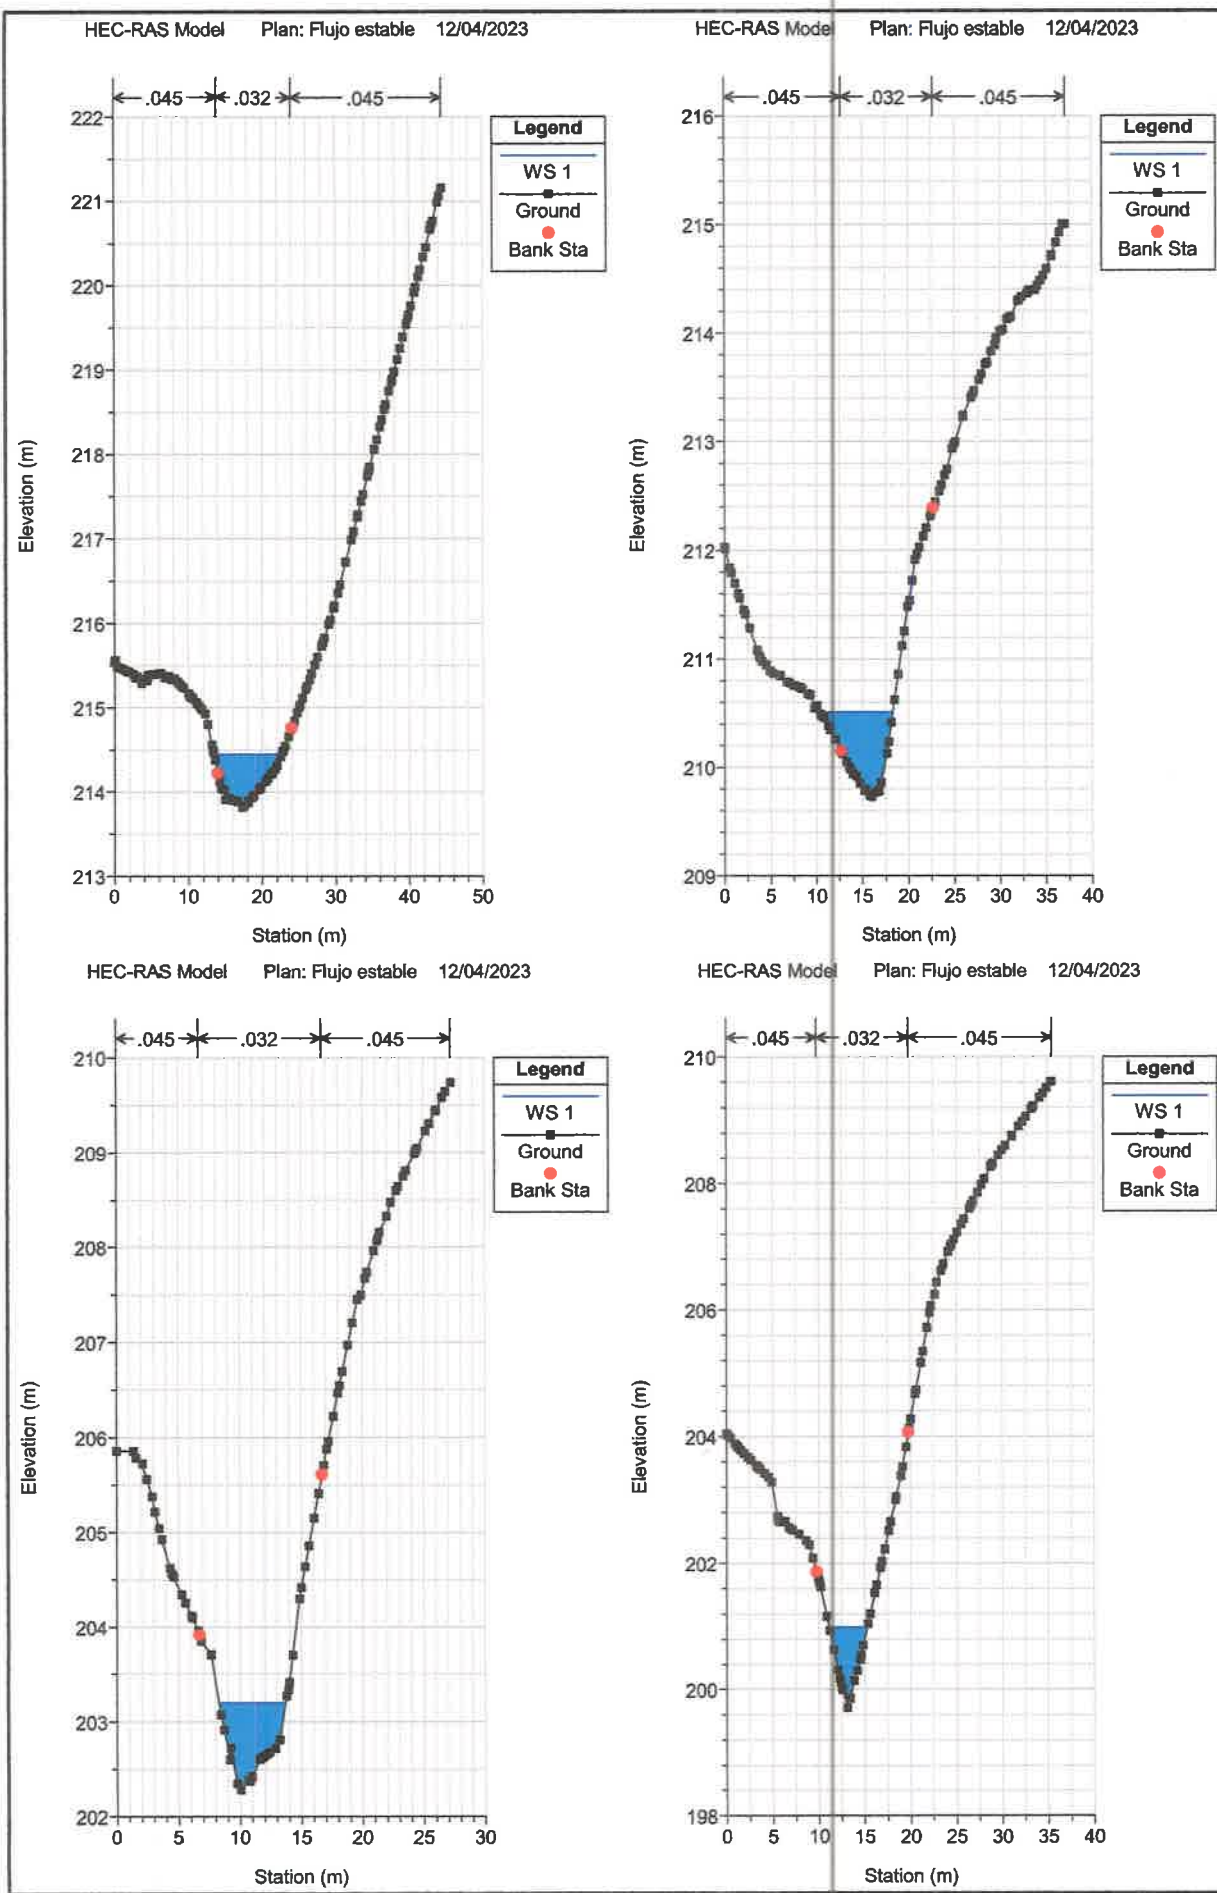 HEC-RAS Model Plan: Flujo estable 12/04/2023
.045 .032 .045
222
221
220
219
218
217
216
215
214
213
Elevation (m)
0 10 20 30 40 50
Station (m)
Legend
WS 1
Ground
Bank Sta
HEC-RAS Model Plan: Flujo estable 12/04/2023
.045 .032 .045
216
215
214
213
212
211
210
209
Elevation (m)
0 5 10 15 20 25 30 35 40
Station (m)
Legend
WS 1
Ground
Bank Sta
HEC-RAS Model Plan: Flujo estable 12/04/2023
.045 .032 .045
210
209
208
207
206
205
204
203
202
Elevation (m)
0 5 10 15 20 25 30
Station (m)
Legend
WS 1
Ground
Bank Sta
HEC-RAS Model Plan: Flujo estable 12/04/2023
.045 .032 .045
210
208
206
204
202
200
198
Elevation (m)
0 5 10 15 20 25 30 35 40
Station (m)
Legend
WS 1
Ground
Bank Sta